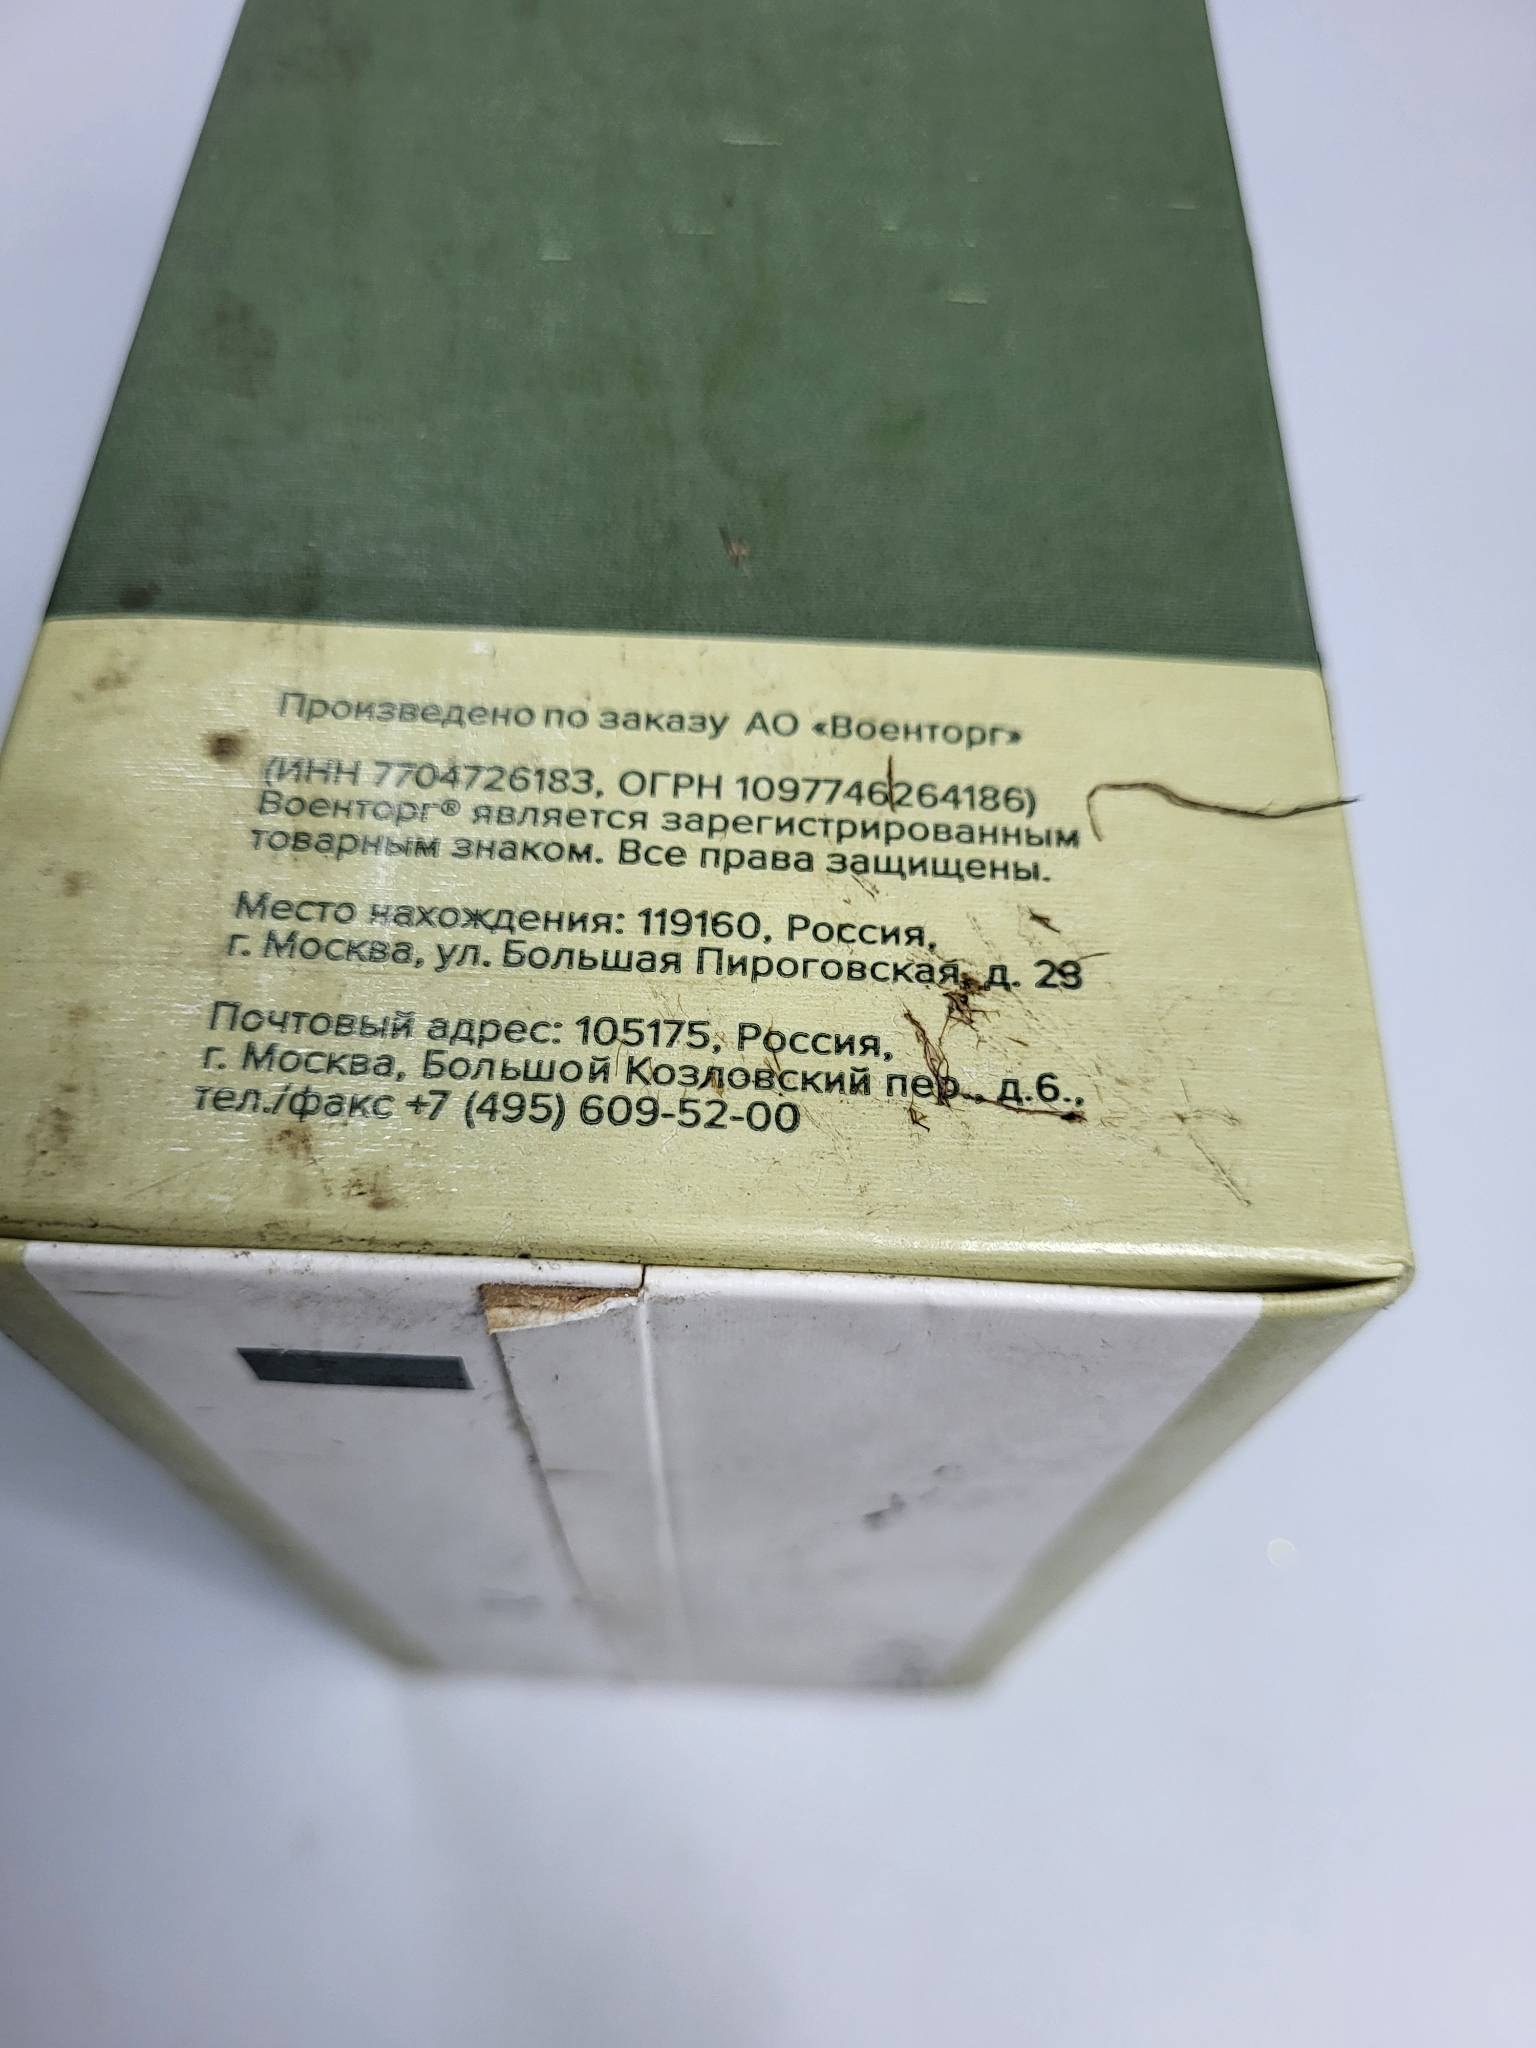 Произведено по заказу АО «Военторг»
(ИНН 7704726183, ОГРН 1097746264186)
Военторг® является зарегистрированным
товарным знаком. Все права защищены.
Место нахождения: 119160, Россия,
г. Москва, ул. Большая Пироговская, д. 23
Почтовый адрес: 105175, Россия,
г. Москва, Большой Козловский пер., д.6.,
тел./факс +7 (495) 609-52-00